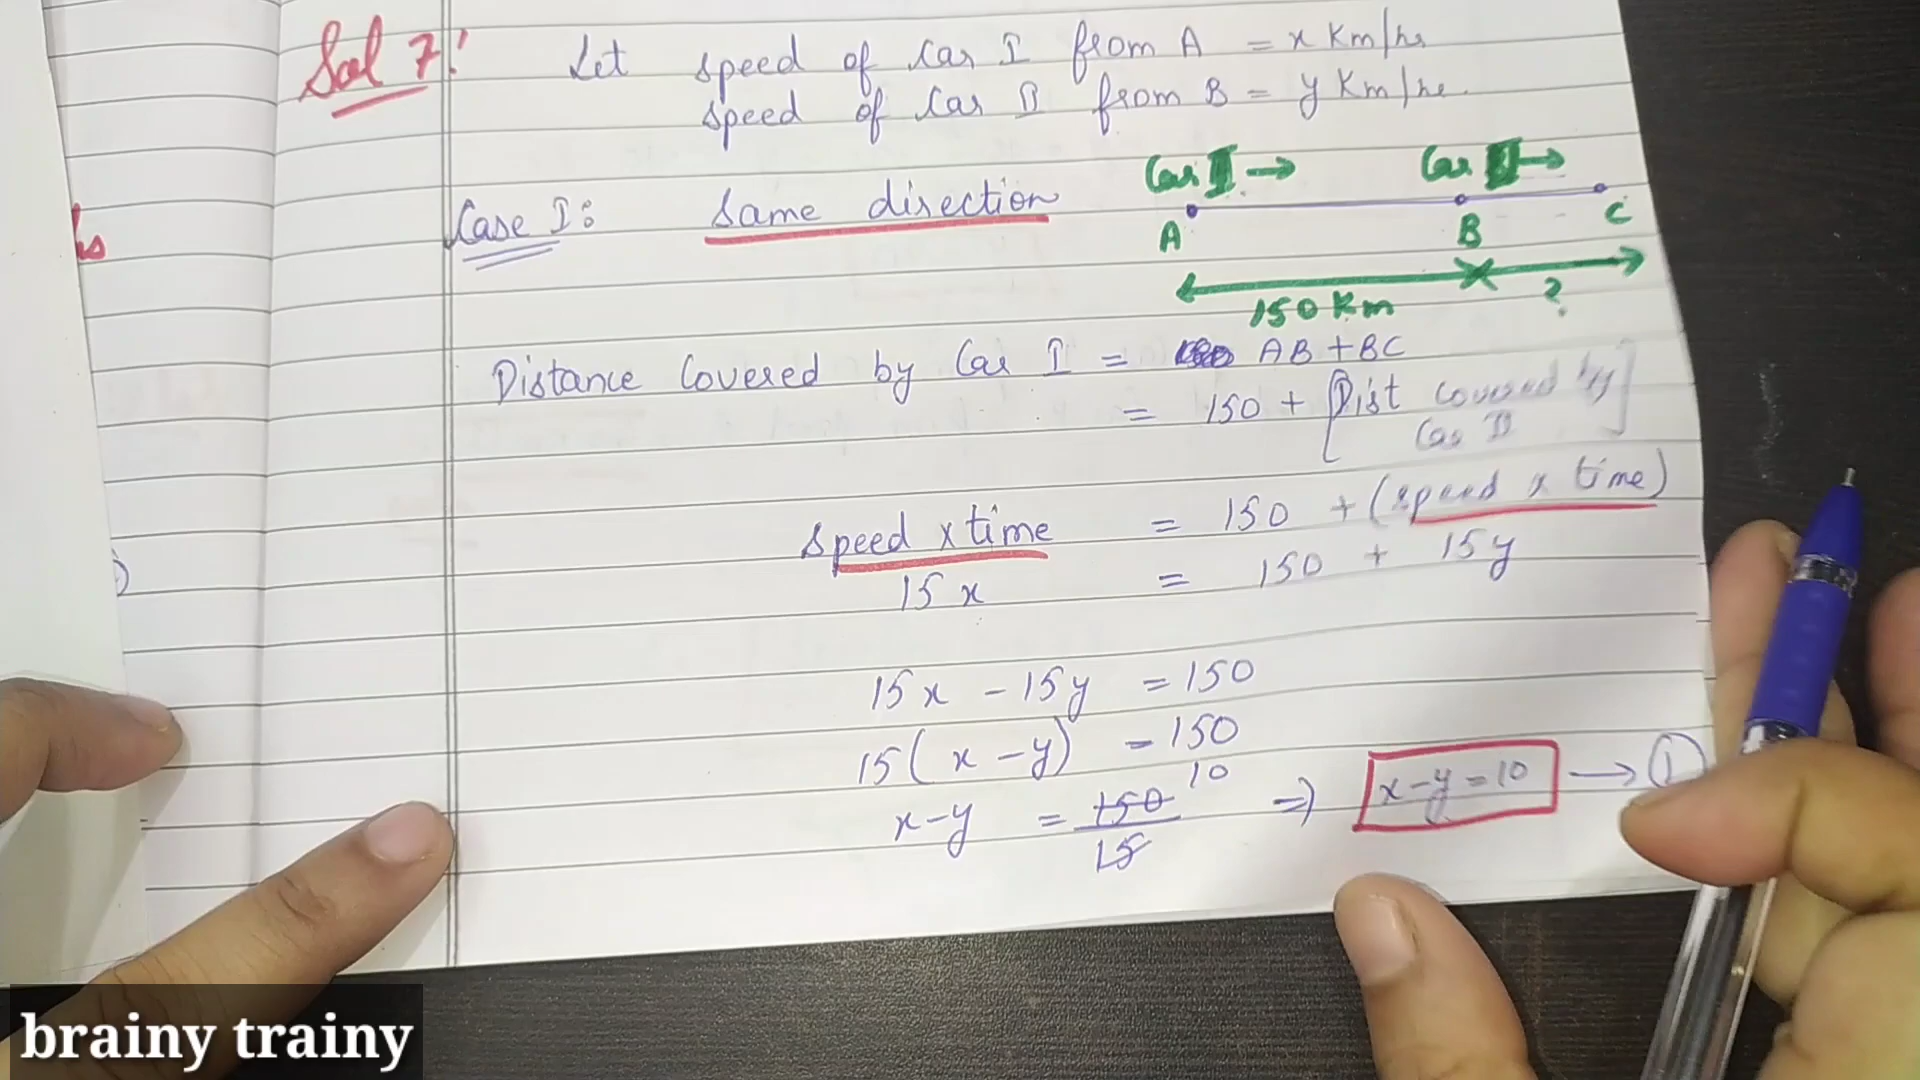 Sol 7:
Let speed of Car I from A = x Km/hr
speed of Car II from B = y Km/hr.
Car I → Car II →
Case I: Same direction
A B C
150 Km ?
Distance Covered by Car I = AB + BC
= 150 + [Dist covered by
Car II]
speed x time = 150 + (speed x time)
15x = 150 + 15y
15x - 15y = 150
15(x - y) = 150
x - y = 150/15 10 ⇒ x - y = 10 → ①
brainy trainy